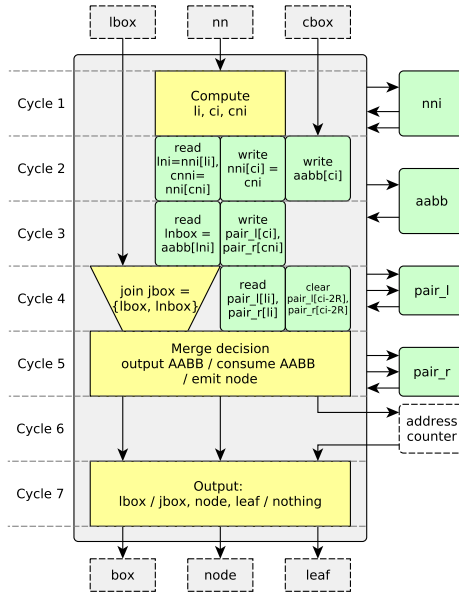 lbox
nn
cbox
Cycle 1
Compute
li, ci, cni
nni
Cycle 2
read
lni=nni[li],
cnni=
nni[cni]
write
nni[ci] =
cni
write
aabb[ci]
aabb
Cycle 3
read
lnbox =
aabb[lni]
write
pair_l[ci],
pair_r[cni]
Cycle 4
join jbox =
{lbox, lnbox}
read
pair_l[li],
pair_r[li]
clear
pair_l[ci-2R],
pair_r[ci-2R]
pair_l
Cycle 5
Merge decision
output AABB / consume AABB
/ emit node
pair_r
Cycle 6
address
counter
Cycle 7
Output:
lbox / jbox, node, leaf / nothing
box
node
leaf